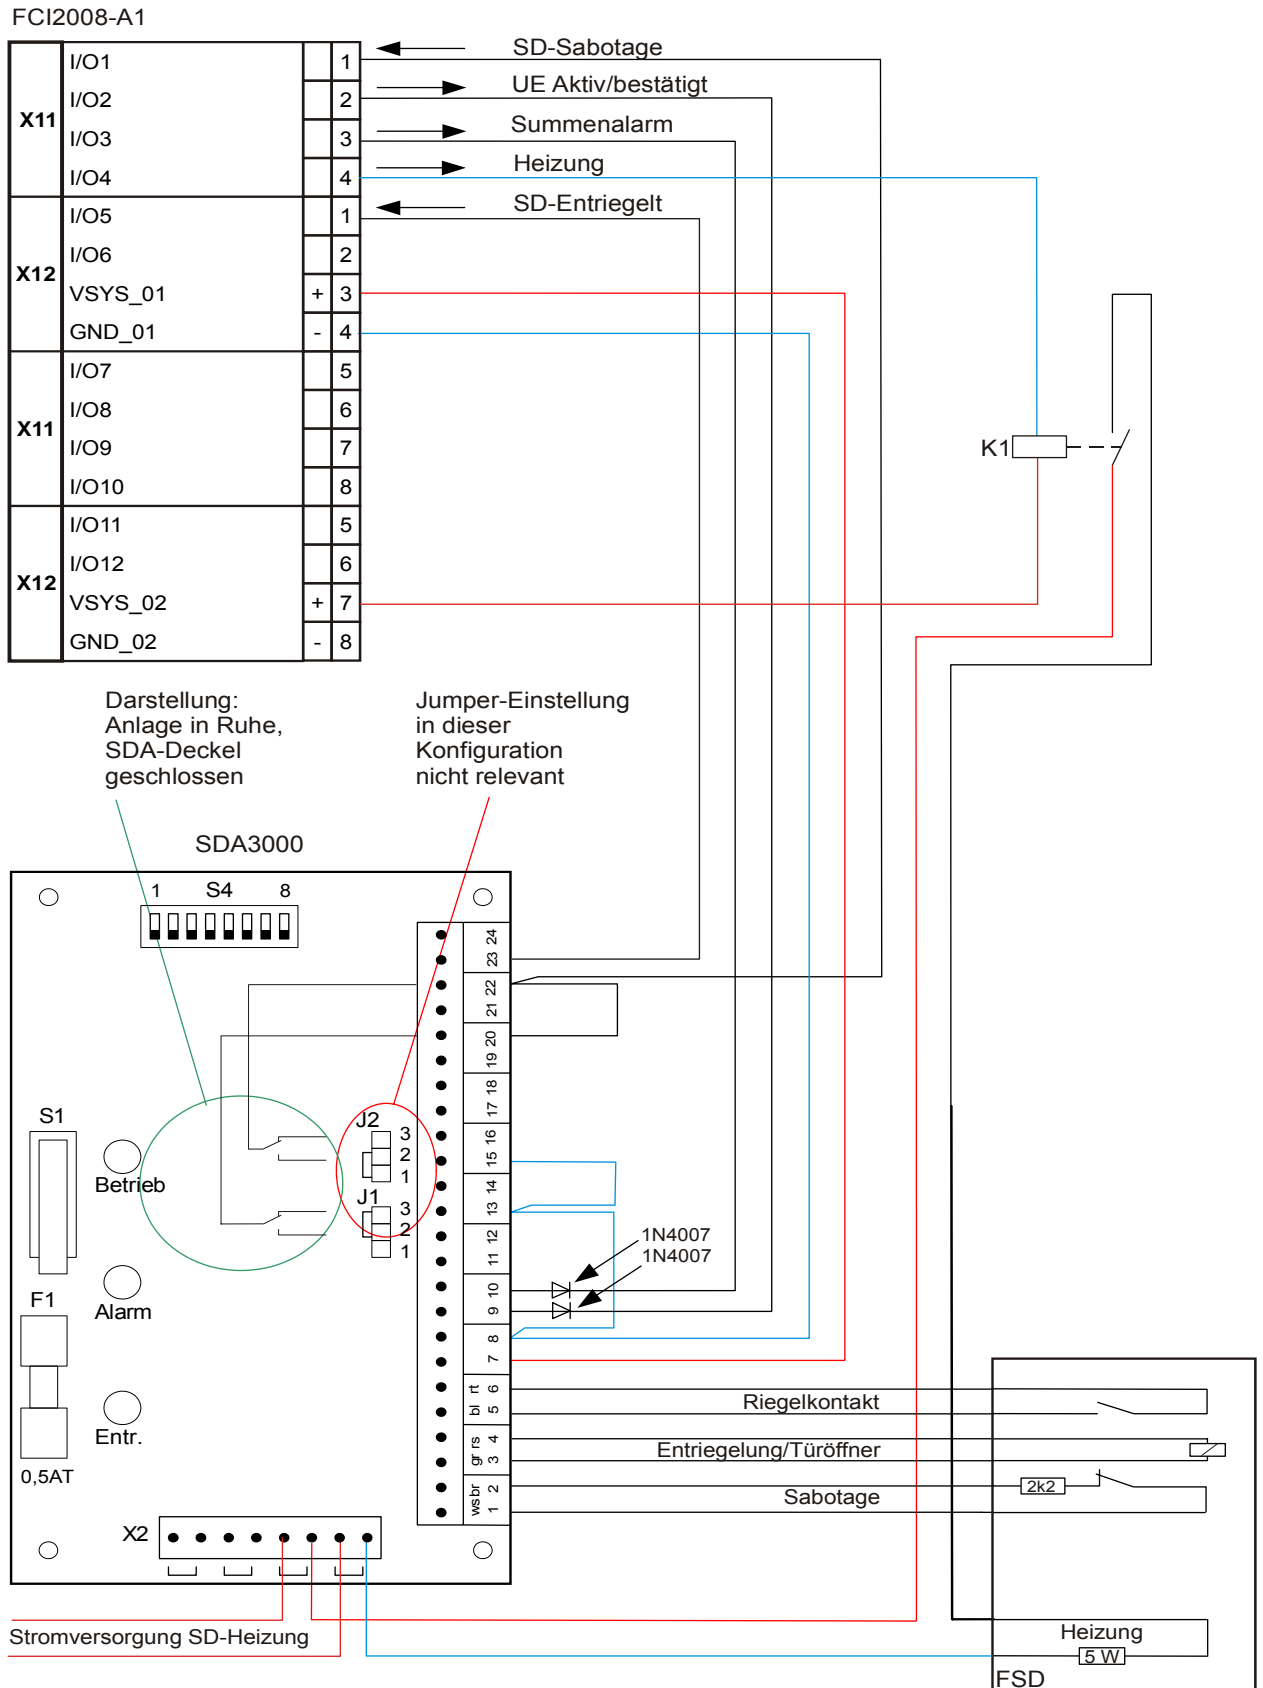 FCI2008-A1
X11
I/O1 1
I/O2 2
I/O3 3
I/O4 4
X12
I/O5 1
I/O6 2
VSYS_01 + 3
GND_01 - 4
X11
I/O7 5
I/O8 6
I/O9 7
I/O10 8
X12
I/O11 5
I/O12 6
VSYS_02 + 7
GND_02 - 8
SD-Sabotage
UE Aktiv/bestätigt
Summenalarm
Heizung
SD-Entriegelt
K1
Darstellung:
Anlage in Ruhe,
SDA-Deckel
geschlossen
Jumper-Einstellung
in dieser
Konfiguration
nicht relevant
SDA3000
1 S4 8
24
23
22
21
20
19
18
17
16
15
14
13
12
11
10
9
8
7
rt 6
bl 5
rs 4
gr 3
br 2
ws 1
S1
Betrieb
J2
3
2
1
J1
3
2
1
F1
Alarm
Entr.
0,5AT
X2
1N4007
1N4007
Riegelkontakt
Entriegelung/Türöffner
2k2
Sabotage
Stromversorgung SD-Heizung
Heizung
5 W
FSD